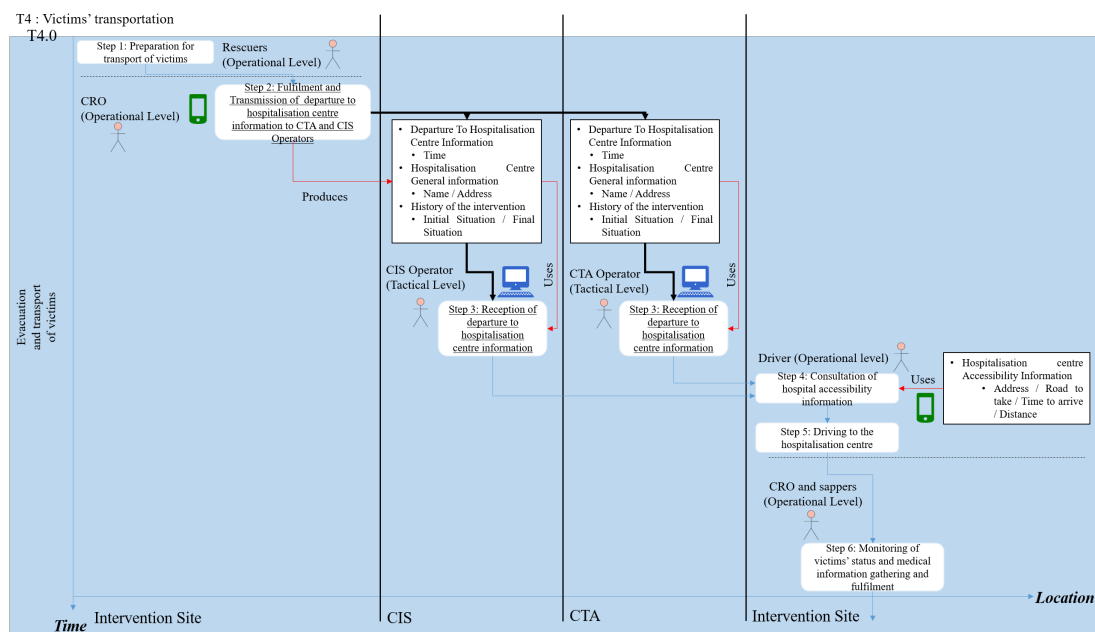 T4 : Victims’ transportation
T4.0
Step 1: Preparation for
transport of victims
Rescuers
(Operational Level)
CRO
(Operational Level)
Step 2: Fulfilment and
Transmission of departure to
hospitalisation centre
information to CTA and CIS
Operators
Produces
• Departure To Hospitalisation
Centre Information
• Time
• Hospitalisation Centre
General information
• Name / Address
• History of the intervention
• Initial Situation / Final
Situation
Uses
• Departure To Hospitalisation
Centre Information
• Time
• Hospitalisation Centre
General information
• Name / Address
• History of the intervention
• Initial Situation / Final
Situation
Uses
CIS Operator
(Tactical Level)
Step 3: Reception of
departure to
hospitalisation
centre information
CTA Operator
(Tactical Level)
Step 3: Reception of
departure to
hospitalisation
centre information
Evacuation
and transport
of victims
Driver (Operational level)
Step 4: Consultation of
hospital accessibility
information
Uses
• Hospitalisation centre
Accessibility Information
• Address / Road to
take / Time to arrive
/ Distance
Step 5: Driving to the
hospitalisation centre
CRO and sappers
(Operational Level)
Step 6: Monitoring of
victims’ status and medical
information gathering and
fulfilment
Location
Time
Intervention Site
CIS
CTA
Intervention Site